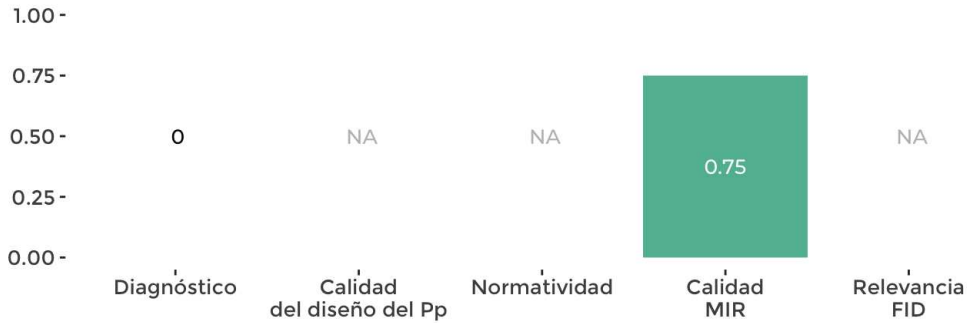 1.00
0.75
0.50
0.25
0.00
0
NA
NA
0.75
NA
Diagnóstico
Calidad
del diseño del Pp
Normatividad
Calidad
MIR
Relevancia
FID